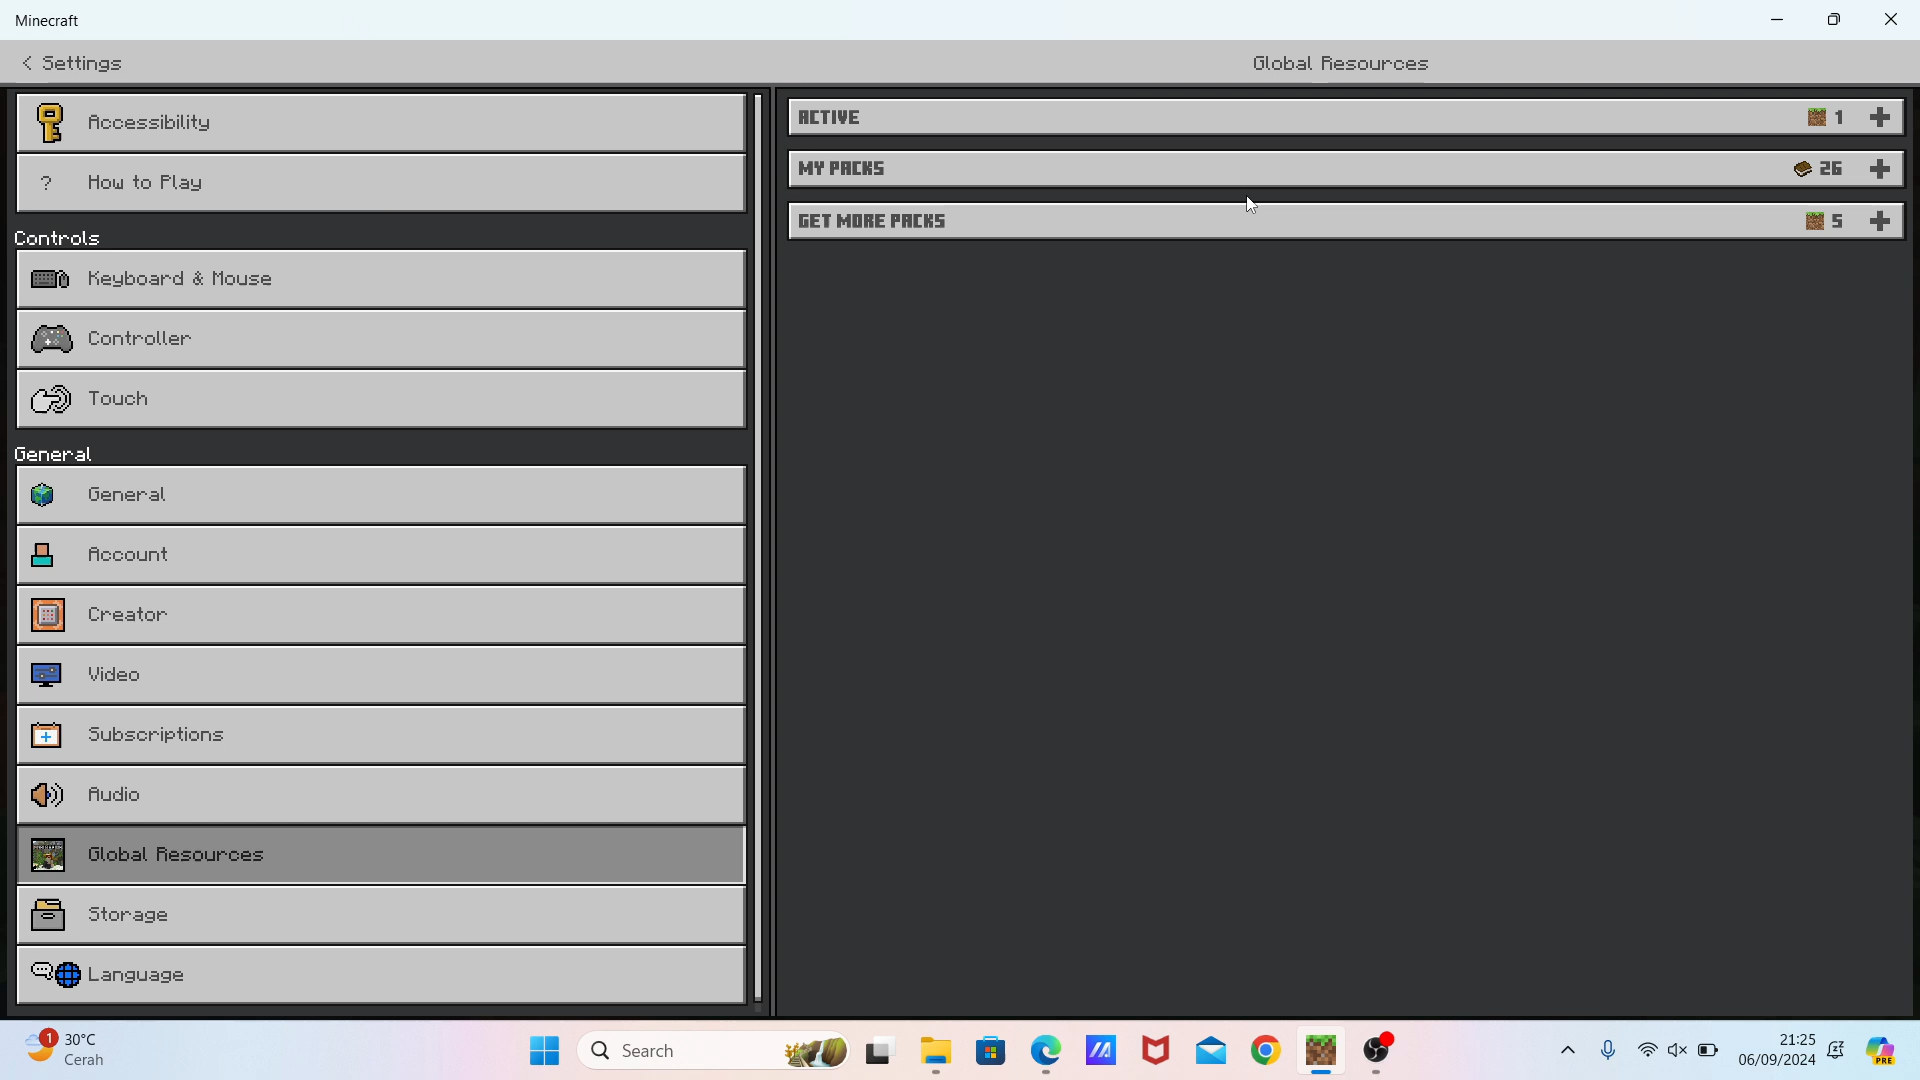 Minecraft
Settings
Global Resources
Accessibility
? How to Play
Controls
Keyboard & Mouse
Controller
Touch
General
General
Account
Creator
Video
Subscriptions
Audio
Global Resources
Storage
Language
ACTIVE 1
MY PACKS 26
GET MORE PACKS 5
1
30°C
Cerah
Search
21:25
06/09/2024
PRE